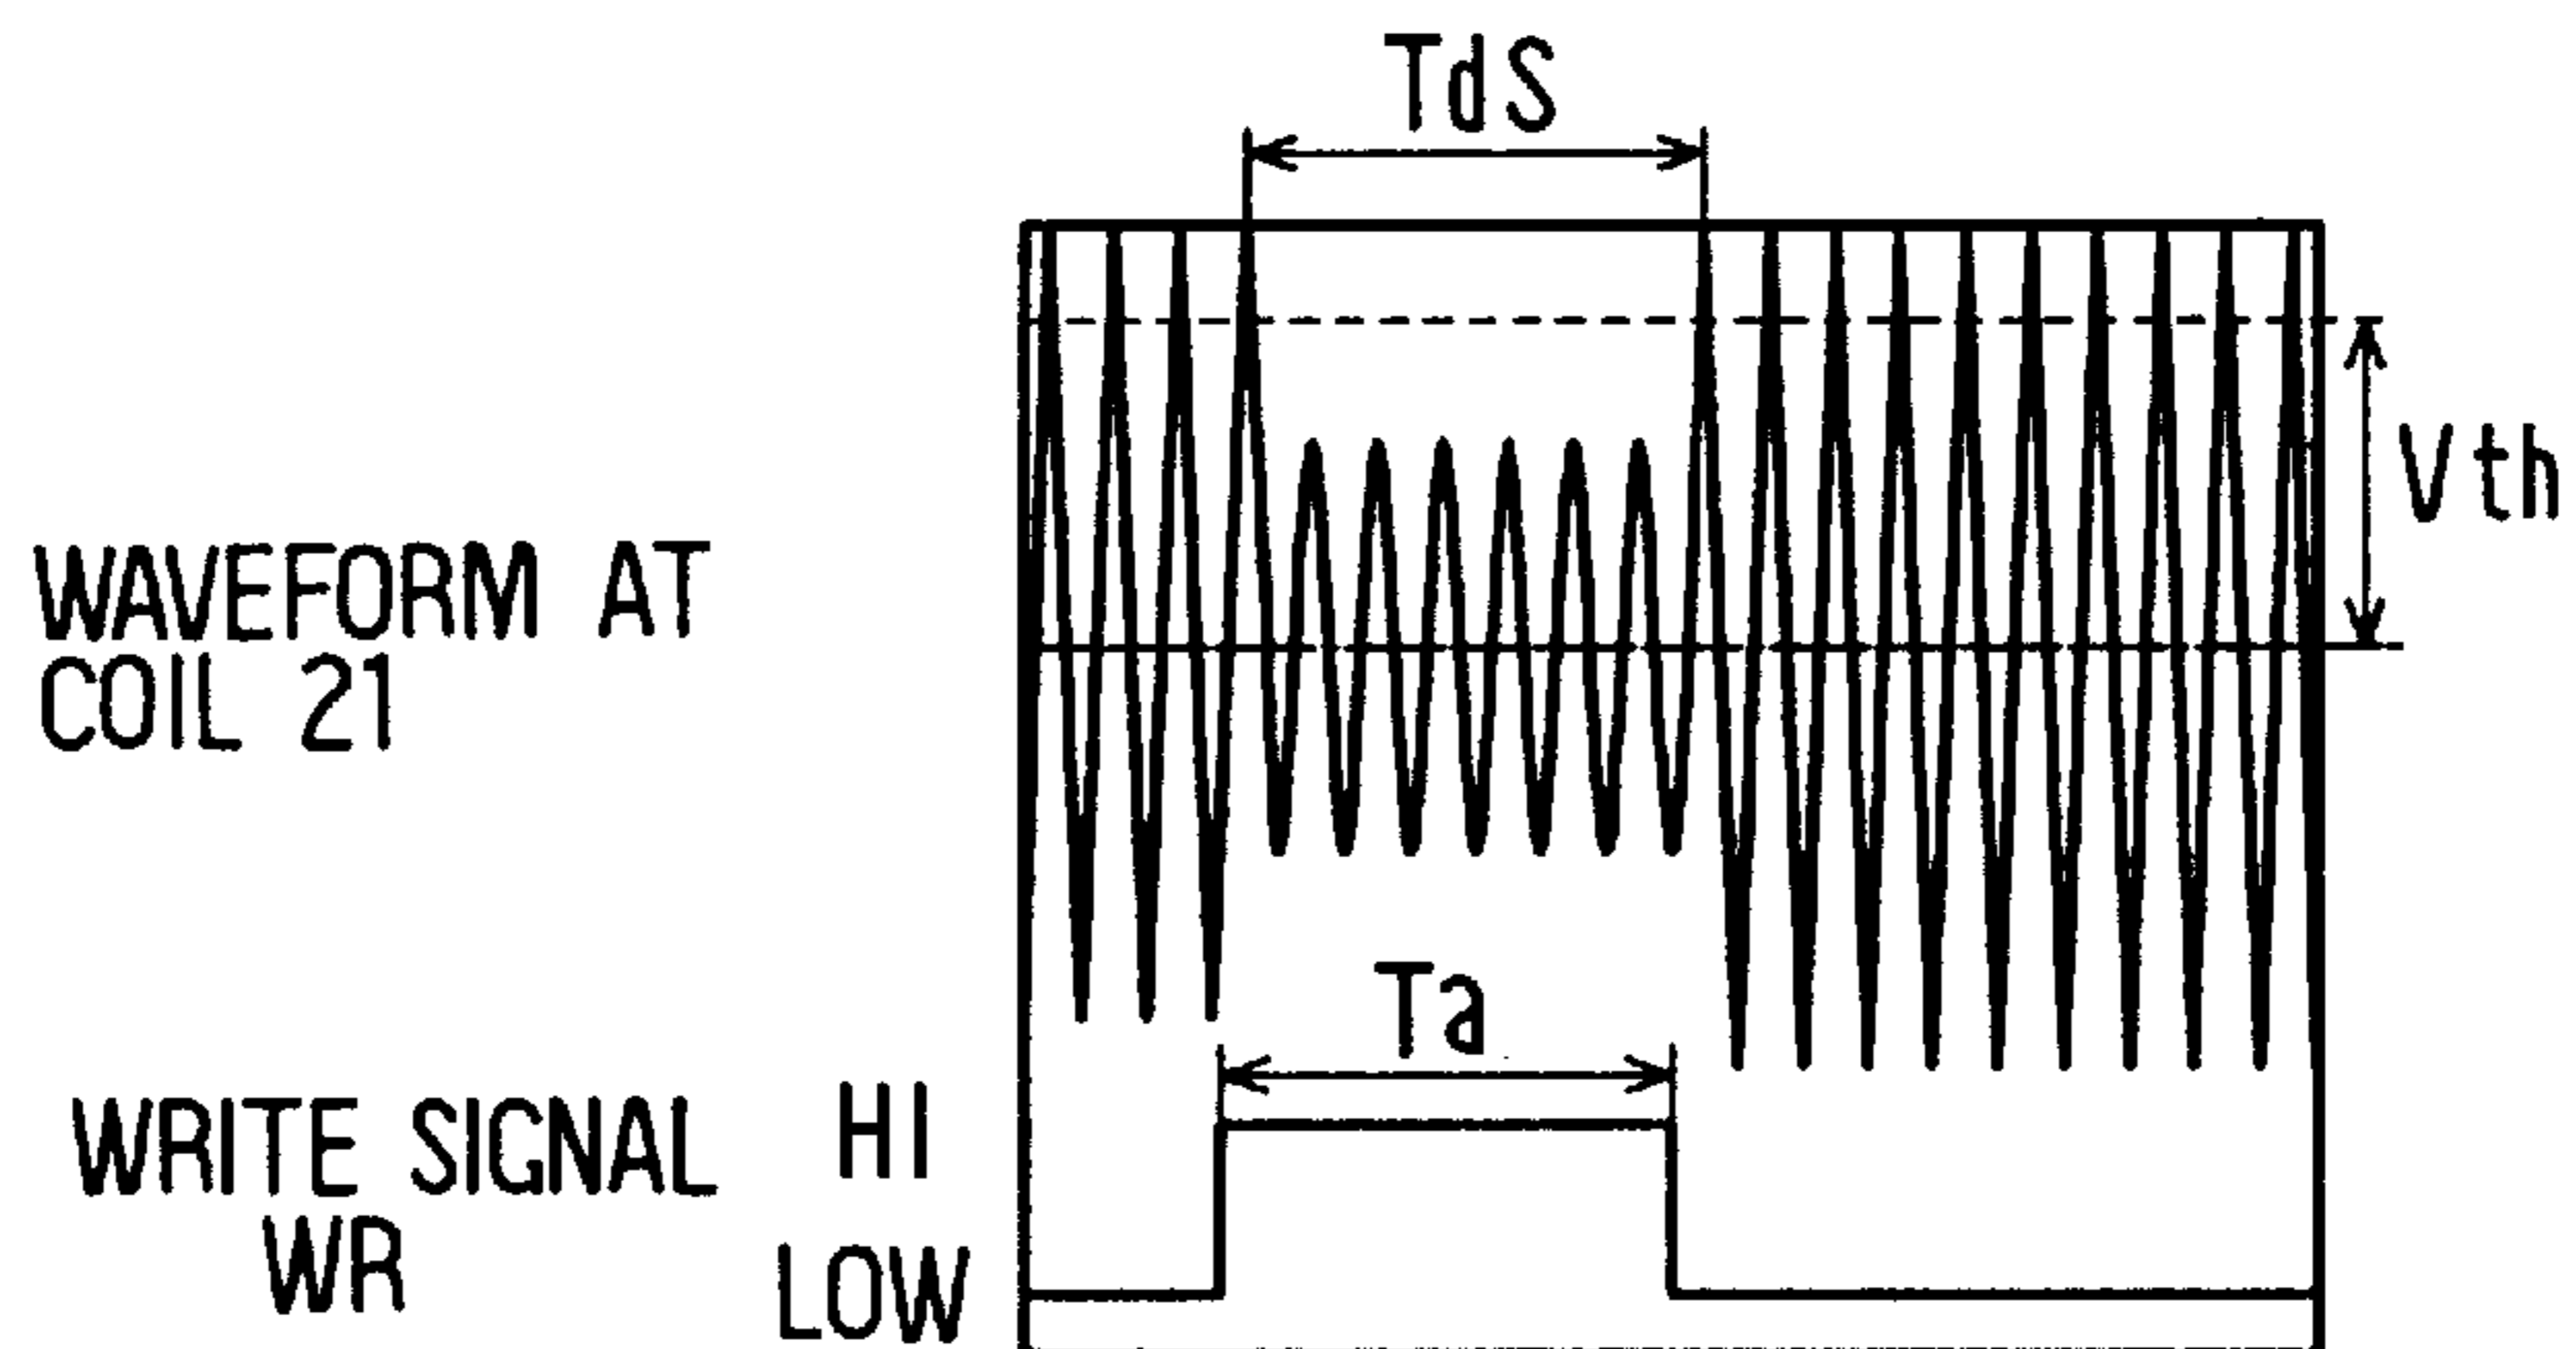 TdS
Vth
WAVEFORM AT
COIL 21
Ta
WRITE SIGNAL HI
WR LOW